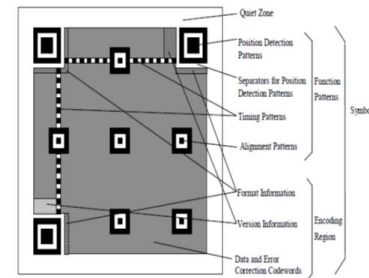 Quiet Zone
Position Detection
Patterns
Separators for Position
Detection Patterns
Function
Patterns
Timing Patterns
Symbo
Alignment Patterns
Format Information
Version Information
Encoding
Region
Data and Error
Correction Codewords